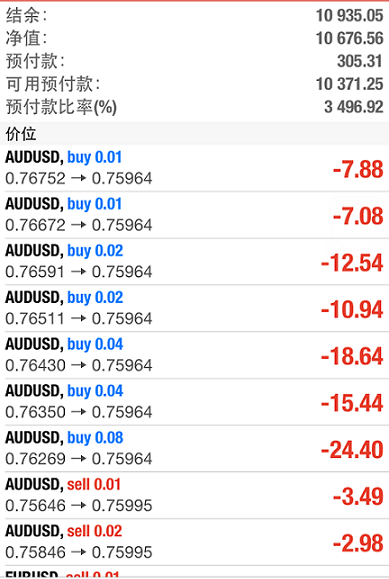 结余: 10 935.05
净值: 10 676.56
预付款: 305.31
可用预付款: 10 371.25
预付款比率(%) 3 496.92
价位
AUDUSD, buy 0.01
0.76752 → 0.75964 -7.88
AUDUSD, buy 0.01
0.76672 → 0.75964 -7.08
AUDUSD, buy 0.02
0.76591 → 0.75964 -12.54
AUDUSD, buy 0.02
0.76511 → 0.75964 -10.94
AUDUSD, buy 0.04
0.76430 → 0.75964 -18.64
AUDUSD, buy 0.04
0.76350 → 0.75964 -15.44
AUDUSD, buy 0.08
0.76269 → 0.75964 -24.40
AUDUSD, sell 0.01
0.75646 → 0.75995 -3.49
AUDUSD, sell 0.02
0.75846 → 0.75995 -2.98
EURUSD, sell 0.01